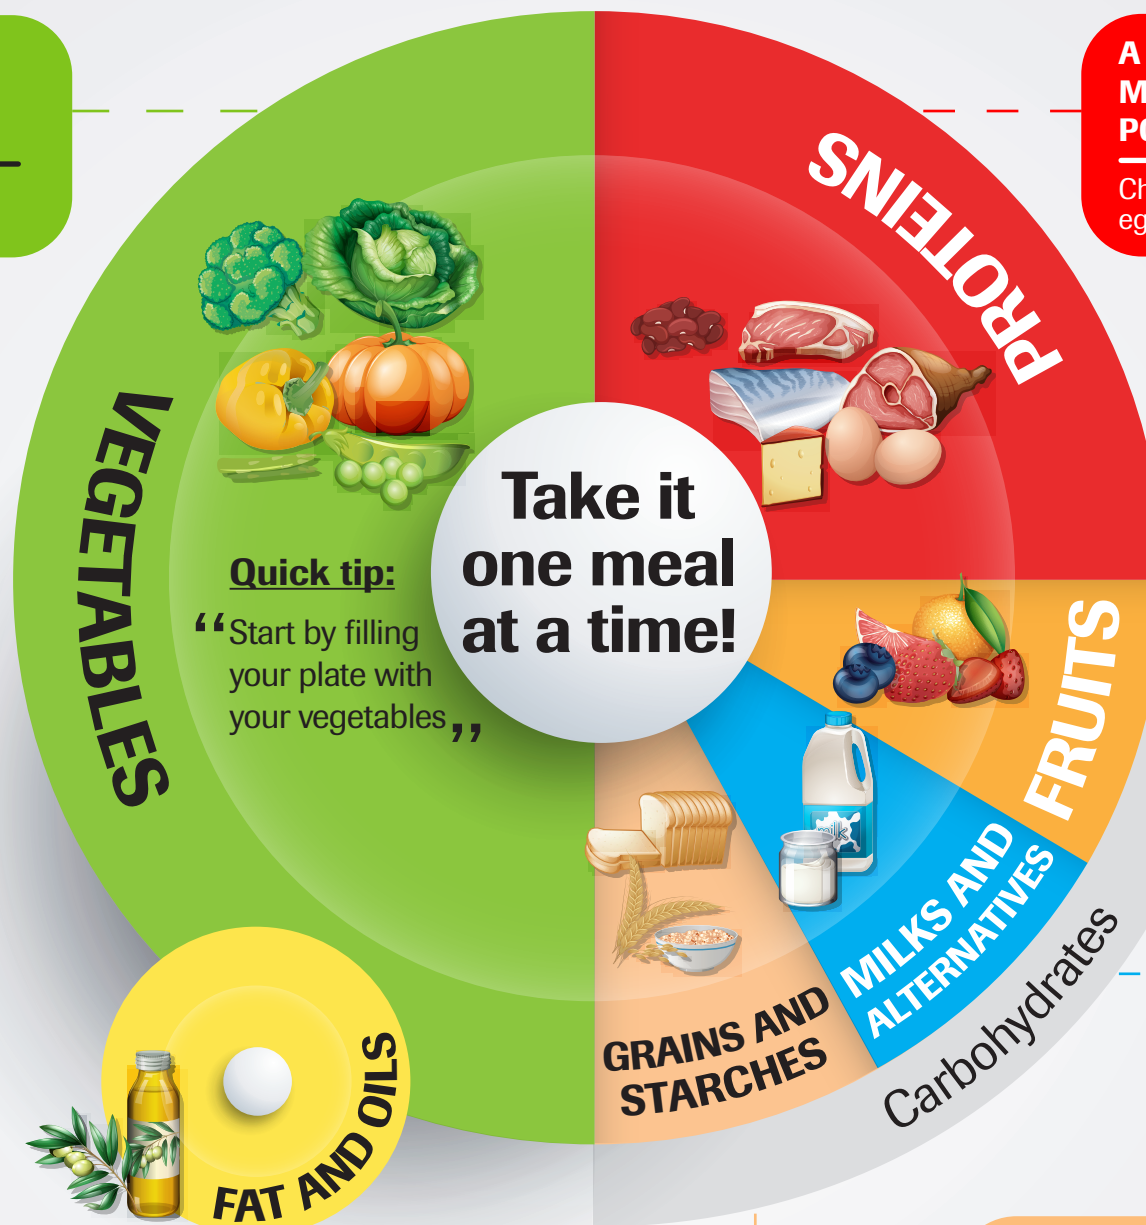 A
PROTEINS
VEGETABLES
Take it
one meal
at a time!
Quick tip:
“Start by filling
your plate with
your vegetables„
FRUITS
milk
MILKS AND
ALTERNATIVES
Carbohydrates
GRAINS AND
STARCHES
FAT AND OILS